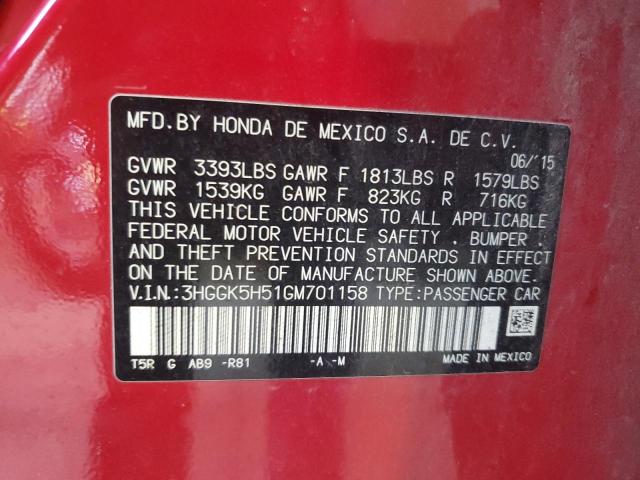 MFD.BY HONDA DE MEXICO S.A. DE C.V.
06/'15
GVWR 3393LBS GAWR F 1813LBS R 1579LBS
GVWR 1539KG GAWR F 823KG R 716KG
THIS VEHICLE CONFORMS TO ALL APPLICABLE
FEDERAL MOTOR VEHICLE SAFETY , BUMPER ,
AND THEFT PREVENTION STANDARDS IN EFFECT
ON THE DATE OF MANUFACTURE SHOWN ABOVE.
V.I.N.:3HGGK5H51GM701158 TYPE:PASSENGER CAR
T5R G AB9 -R81 -A -M MADE IN MEXICO